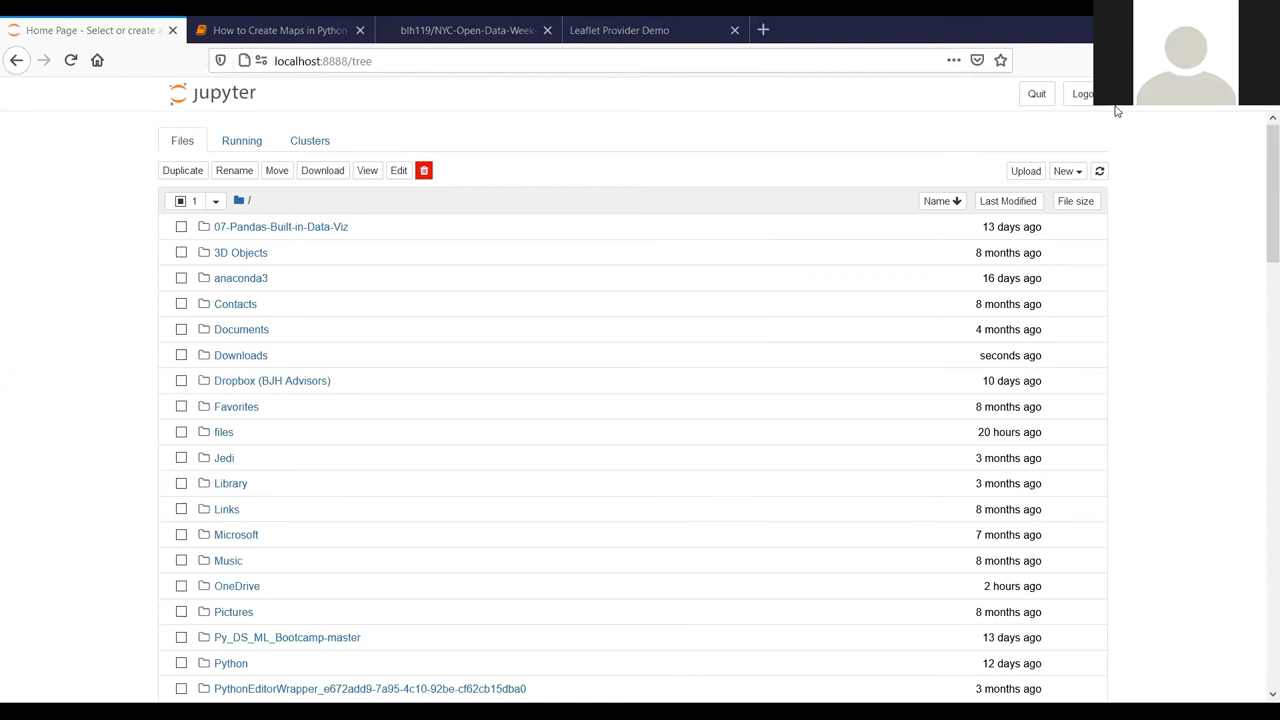 Home Page - Select or create a
How to Create Maps in Python
blh119/NYC-Open-Data-Week-
Leaflet Provider Demo
localhost:8888/tree
jupyter
Quit
Logo
Files
Running
Clusters
Duplicate
Rename
Move
Download
View
Edit
Upload
New
1
/
Name
Last Modified
File size
07-Pandas-Built-in-Data-Viz 13 days ago
3D Objects 8 months ago
anaconda3 16 days ago
Contacts 8 months ago
Documents 4 months ago
Downloads seconds ago
Dropbox (BJH Advisors) 10 days ago
Favorites 8 months ago
files 20 hours ago
Jedi 3 months ago
Library 3 months ago
Links 8 months ago
Microsoft 7 months ago
Music 8 months ago
OneDrive 2 hours ago
Pictures 8 months ago
Py_DS_ML_Bootcamp-master 13 days ago
Python 12 days ago
PythonEditorWrapper_e672add9-7a95-4c10-92be-cf62cb15dba0 3 months ago